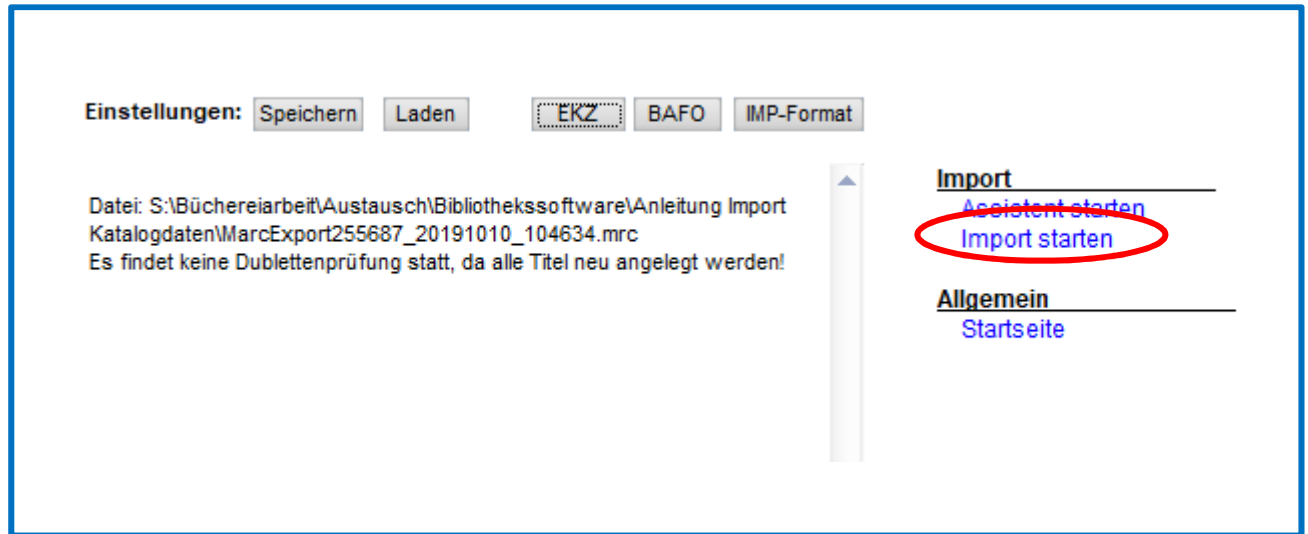 Einstellungen: Speichern Laden EKZ BAFO IMP-Format
Datei: S:\Büchereiarbeit\Austausch\Bibliothekssoftware\Anleitung Import
Katalogdaten\MarcExport255687_20191010_104634.mrc
Es findet keine Dublettenprüfung statt, da alle Titel neu angelegt werden!
Import
Assistent starten
Import starten
Allgemein
Startseite